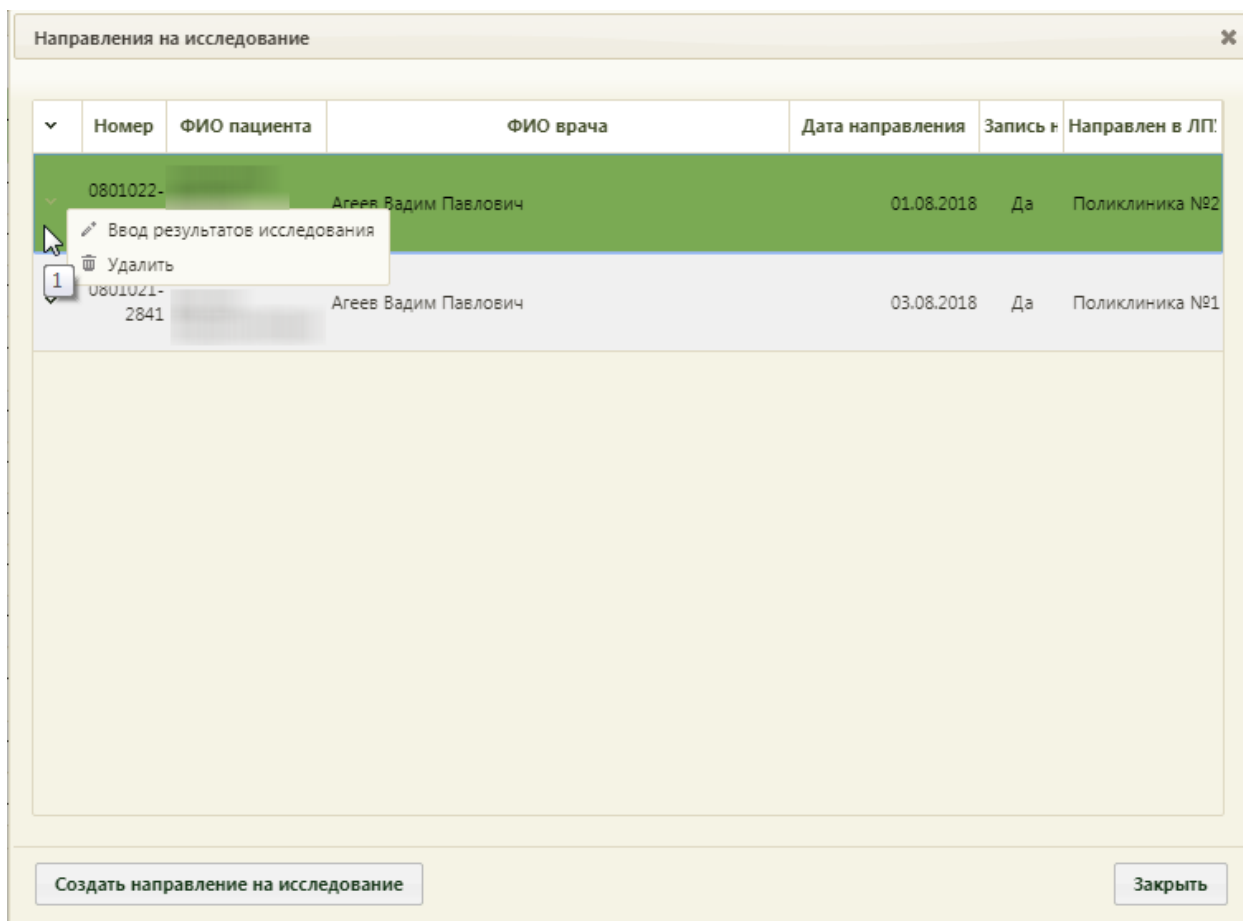 Направления на исследование
Номер ФИО пациента ФИО врача Дата направления Запись н Направлен в ЛПУ
0801022-
Агеев Вадим Павлович 01.08.2018 Да Поликлиника №2
Ввод результатов исследования
Удалить
1
0801021-
2841
Агеев Вадим Павлович 03.08.2018 Да Поликлиника №1
Создать направление на исследование Закрыть